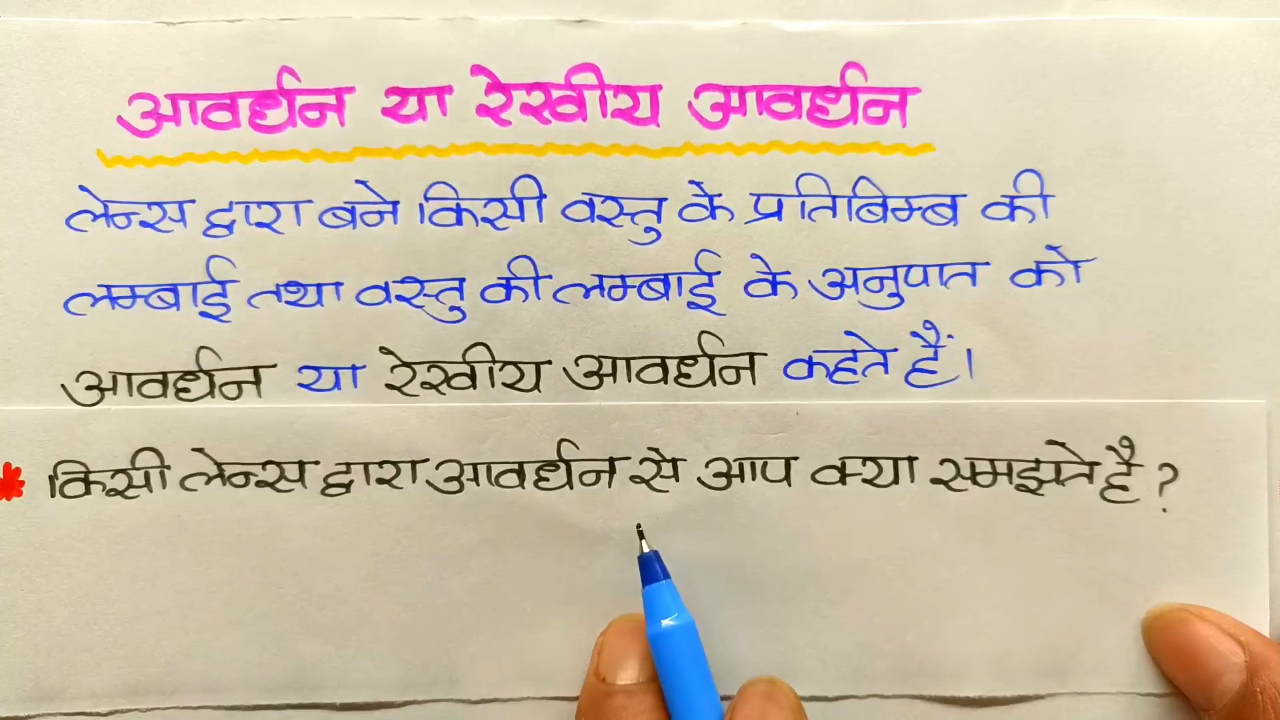 आवर्धन या रेखीय आवर्धन
लेन्स द्वारा बने किसी वस्तु के प्रतिबिम्ब की
लम्बाई तथा वस्तु की लम्बाई के अनुपात को
आवर्धन या रेखीय आवर्धन कहते हैं।
किसी लेन्स द्वारा आवर्धन से आप क्या समझते है?